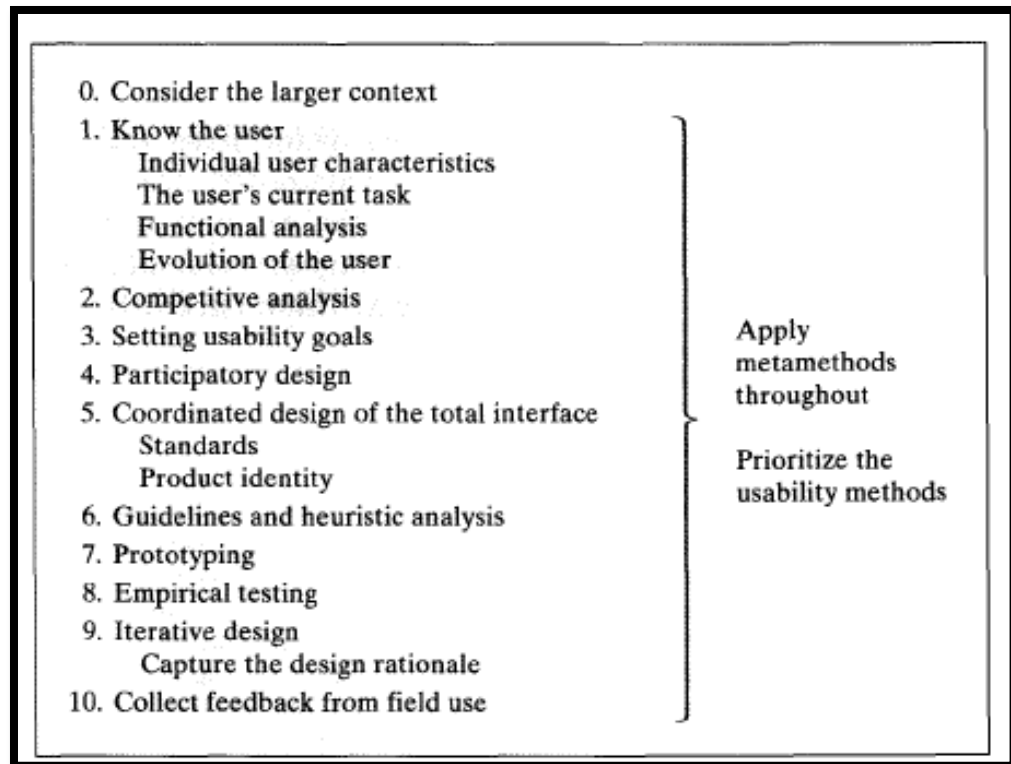 0. Consider the larger context
1. Know the user
Individual user characteristics
The user's current task
Functional analysis
Evolution of the user
2. Competitive analysis
3. Setting usability goals
4. Participatory design
5. Coordinated design of the total interface
Standards
Product identity
6. Guidelines and heuristic analysis
7. Prototyping
8. Empirical testing
9. Iterative design
Capture the design rationale
10. Collect feedback from field use
Apply
metamethods
throughout
Prioritize the
usability methods